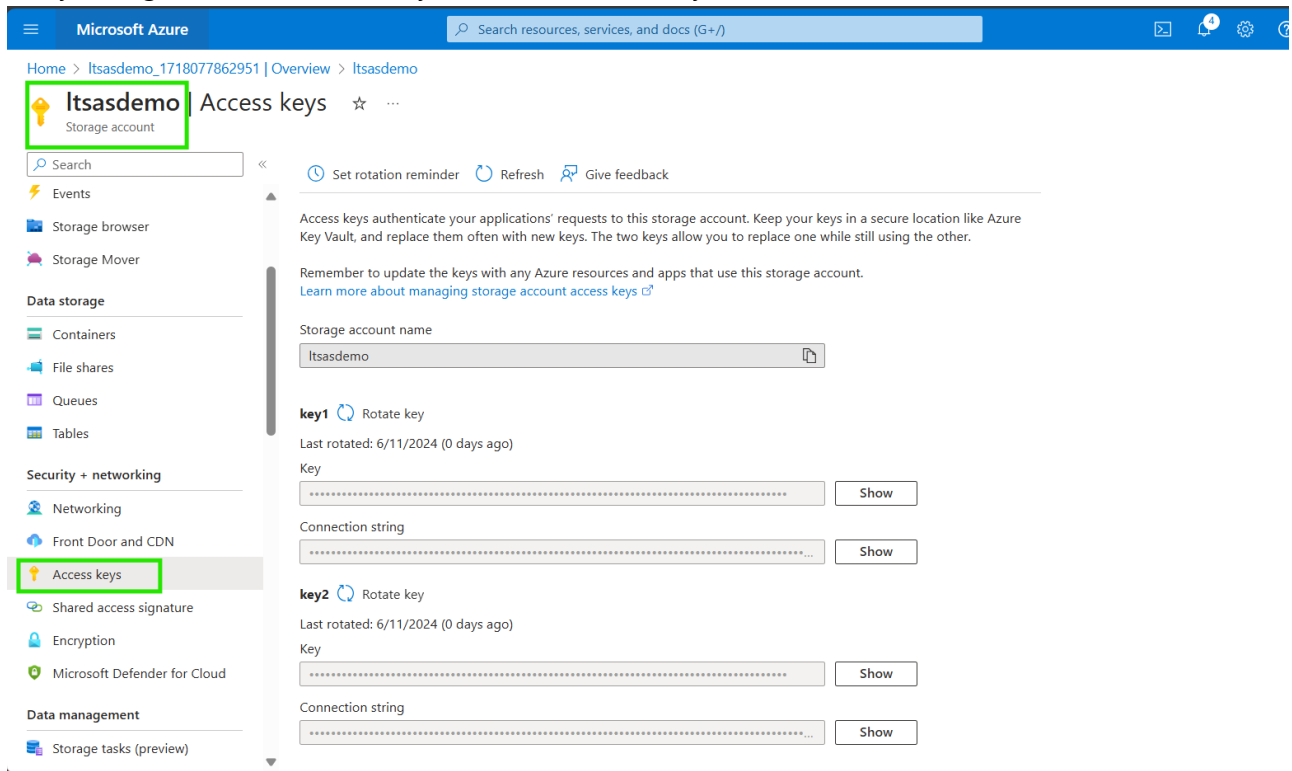 Microsoft Azure
Search resources, services, and docs (G+/)
4
Home > ltsasdemo_1718077862951 | Overview > ltsasdemo
ltsasdemo | Access keys
Storage account
Search
Events
Storage browser
Storage Mover
Data storage
Containers
File shares
Queues
Tables
Security + networking
Networking
Front Door and CDN
Access keys
Shared access signature
Encryption
Microsoft Defender for Cloud
Data management
Storage tasks (preview)
Set rotation reminder Refresh Give feedback
Access keys authenticate your applications' requests to this storage account. Keep your keys in a secure location like Azure
Key Vault, and replace them often with new keys. The two keys allow you to replace one while still using the other.
Remember to update the keys with any Azure resources and apps that use this storage account.
Learn more about managing storage account access keys
Storage account name
ltsasdemo
key1 Rotate key
Last rotated: 6/11/2024 (0 days ago)
Key
Show
Connection string
Show
key2 Rotate key
Last rotated: 6/11/2024 (0 days ago)
Key
Show
Connection string
Show